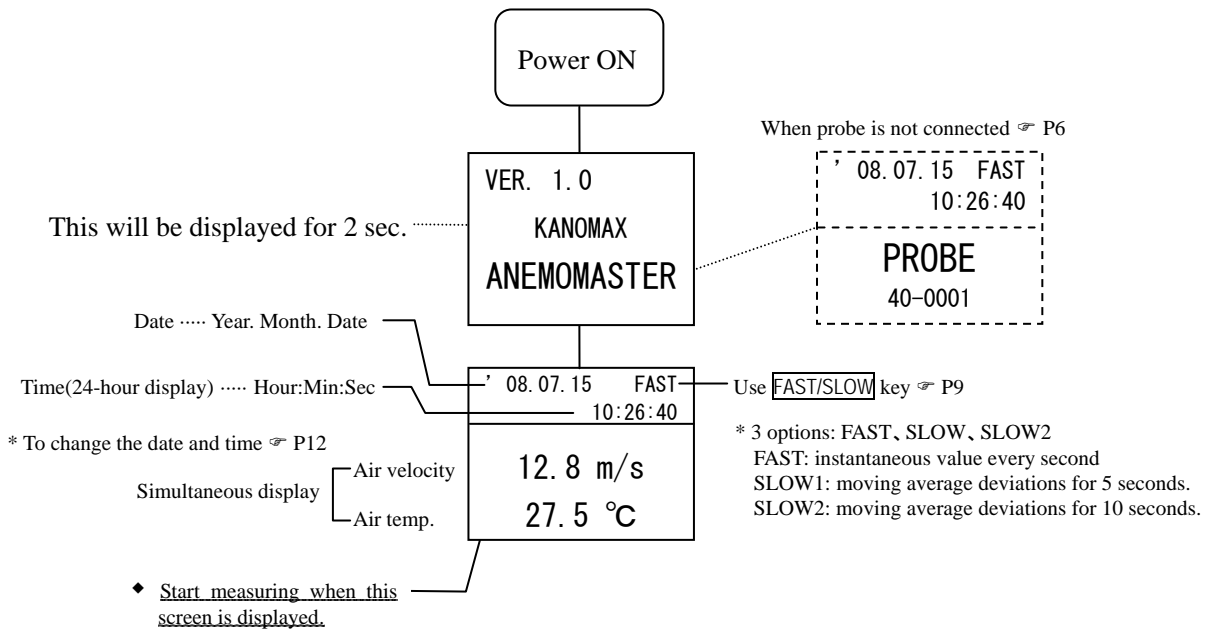 Power ON
When probe is not connected ☞ P6
’ 08.07.15 FAST
10:26:40
PROBE
40-0001
VER. 1.0
KANOMAX
ANEMOMASTER
This will be displayed for 2 sec.
Date ····· Year. Month. Date
Time(24-hour display) ····· Hour:Min:Sec
’ 08.07.15 FAST
10:26:40
Use FAST/SLOW key ☞ P9
* To change the date and time ☞ P12
Simultaneous display
Air velocity
Air temp.
12.8 m/s
27.5 ℃
* 3 options: FAST、SLOW、SLOW2
FAST: instantaneous value every second
SLOW1: moving average deviations for 5 seconds.
SLOW2: moving average deviations for 10 seconds.
◆ Start measuring when this
screen is displayed.